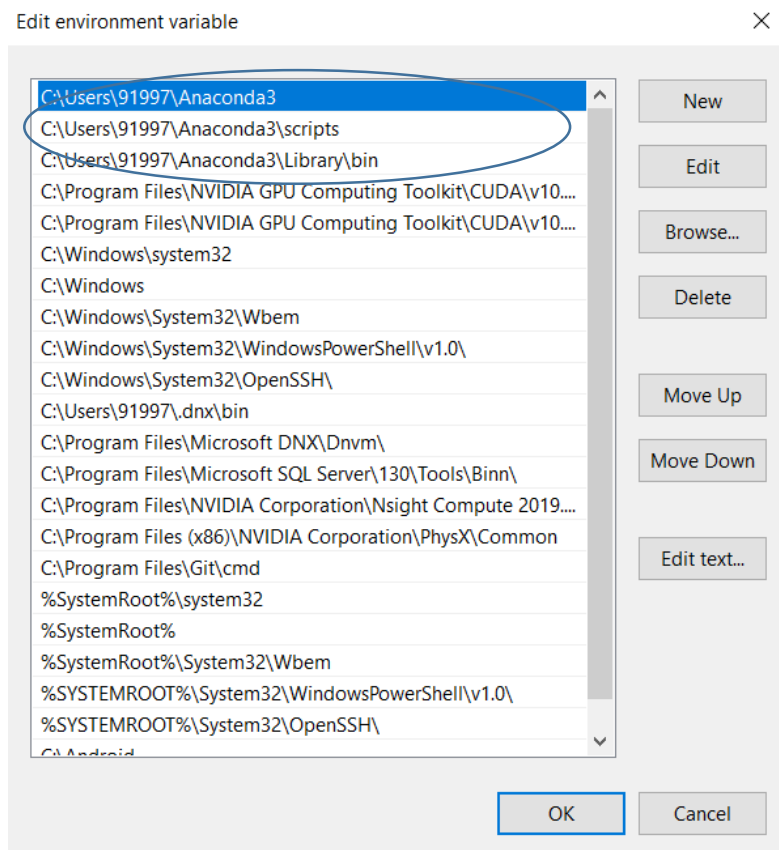 Edit environment variable
C:\Users\91997\Anaconda3
C:\Users\91997\Anaconda3\scripts
C:\Users\91997\Anaconda3\Library\bin
C:\Program Files\NVIDIA GPU Computing Toolkit\CUDA\v10....
C:\Program Files\NVIDIA GPU Computing Toolkit\CUDA\v10....
C:\Windows\system32
C:\Windows
C:\Windows\System32\Wbem
C:\Windows\System32\WindowsPowerShell\v1.0\
C:\Windows\System32\OpenSSH\
C:\Users\91997\.dnx\bin
C:\Program Files\Microsoft DNX\Dnvm\
C:\Program Files\Microsoft SQL Server\130\Tools\Binn\
C:\Program Files\NVIDIA Corporation\Nsight Compute 2019....
C:\Program Files (x86)\NVIDIA Corporation\PhysX\Common
C:\Program Files\Git\cmd
%SystemRoot%\system32
%SystemRoot%
%SystemRoot%\System32\Wbem
%SYSTEMROOT%\System32\WindowsPowerShell\v1.0\
%SYSTEMROOT%\System32\OpenSSH\
C:\Android
New
Edit
Browse...
Delete
Move Up
Move Down
Edit text...
OK
Cancel